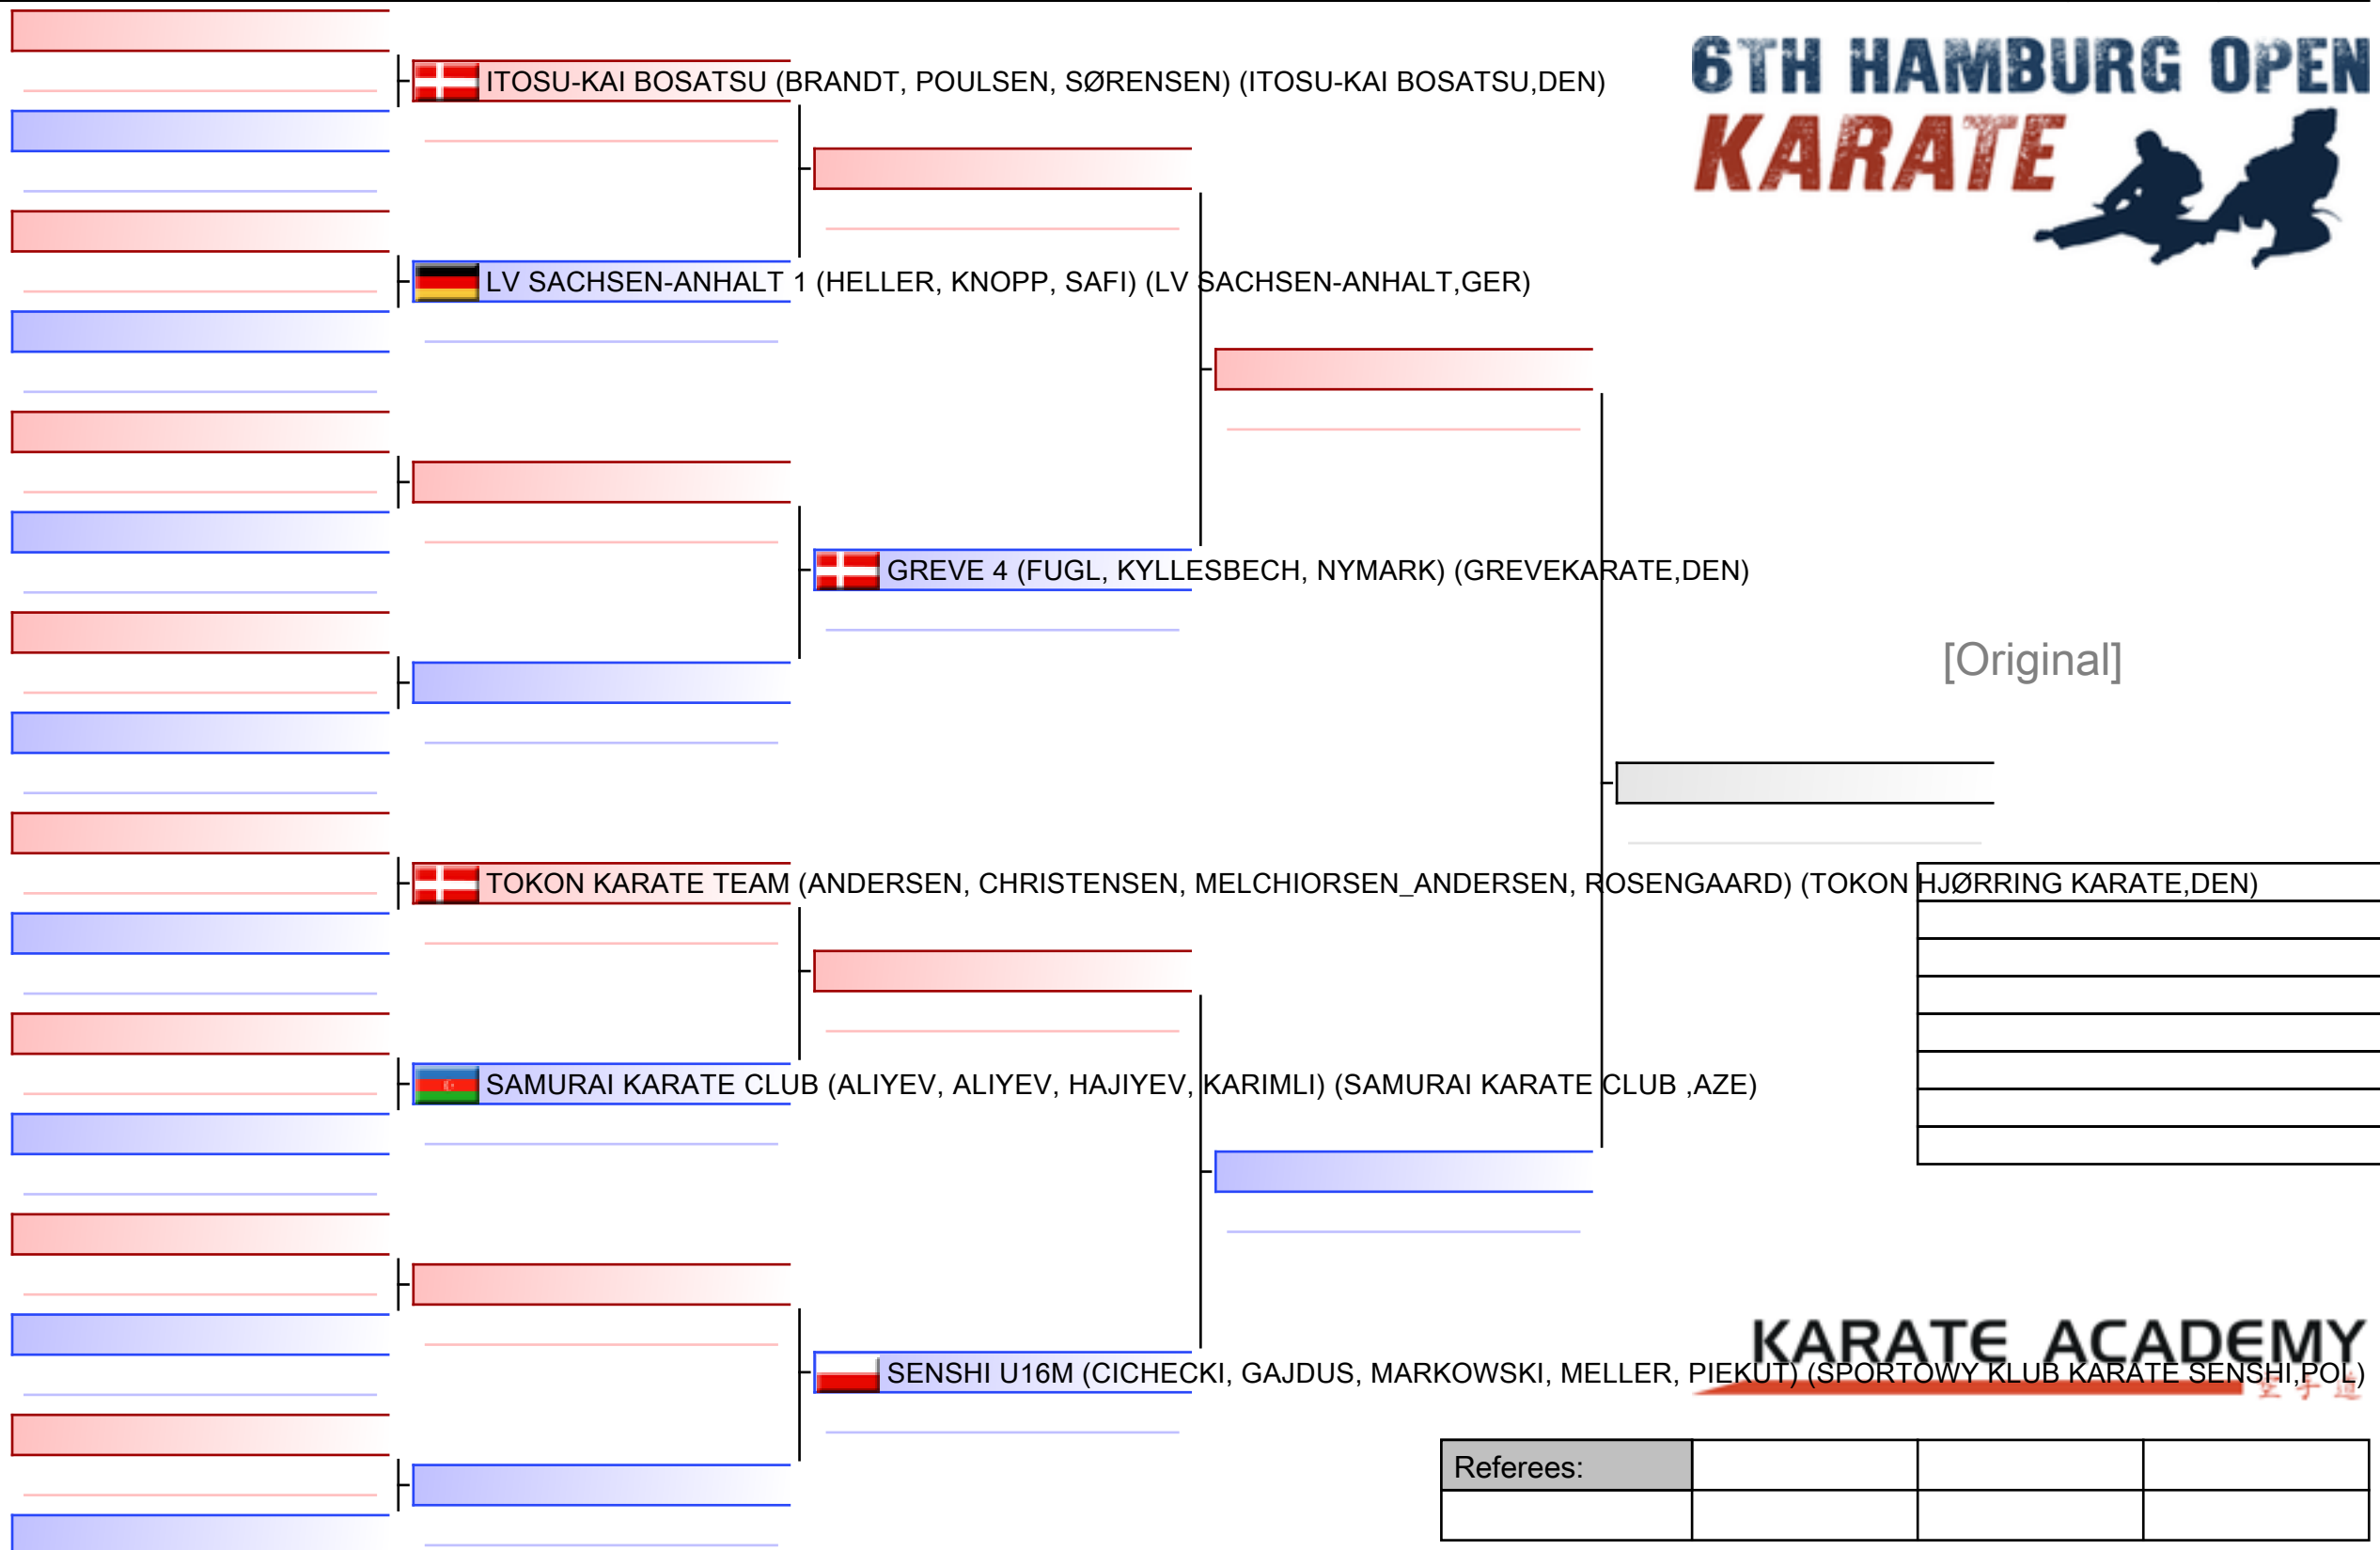 6TH HAMBURG OPEN
KARATE
ITOSU-KAI BOSATSU (BRANDT, POULSEN, SØRENSEN) (ITOSU-KAI BOSATSU,DEN)
LV SACHSEN-ANHALT 1 (HELLER, KNOPP, SAFI) (LV SACHSEN-ANHALT,GER)
GREVE 4 (FUGL, KYLLESBECH, NYMARK) (GREVEKARATE,DEN)
[Original]
TOKON KARATE TEAM (ANDERSEN, CHRISTENSEN, MELCHIORSEN_ANDERSEN, ROSENGAARD) (TOKON HJØRRING KARATE,DEN)
SAMURAI KARATE CLUB (ALIYEV, ALIYEV, HAJIYEV, KARIMLI) (SAMURAI KARATE CLUB ,AZE)
KARATE ACADEMY
SENSHI U16M (CICHECKI, GAJDUS, MARKOWSKI, MELLER, PIEKUT) (SPORTOWY KLUB KARATE SENSHI,POL)
空手道
Referees: